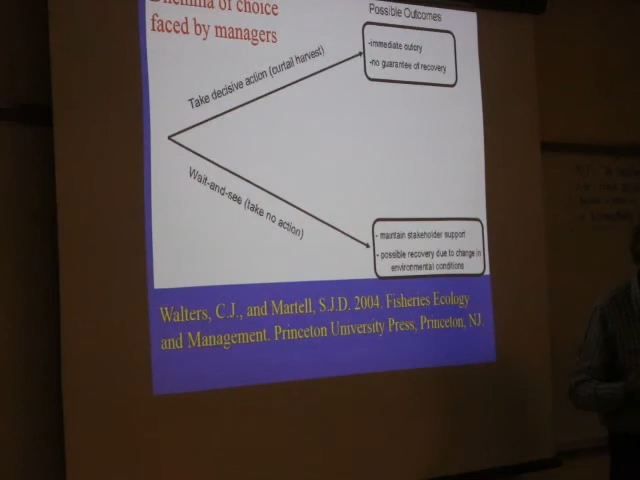 Dilemma of choice
faced by managers
Possible Outcomes
Take decisive action (curtail harvest)
-immediate outcry
-no guarantee of recovery
Wait-and-see (take no action)
- maintain stakeholder support
- possible recovery due to change in
environmental conditions
Walters, C.J., and Martell, S.J.D. 2004. Fisheries Ecology
and Management. Princeton University Press, Princeton, NJ.